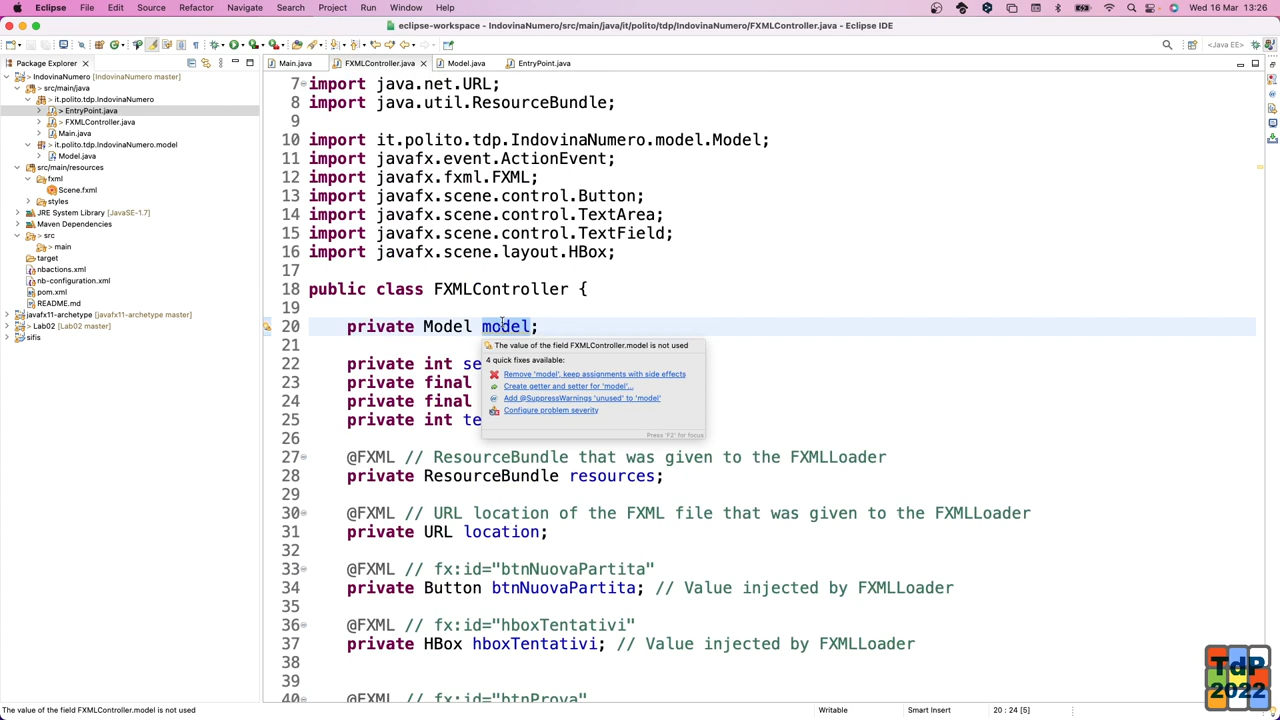 Eclipse File Edit Source Refactor Navigate Search Project Run Window Help
Wed 16 Mar 13:26
eclipse-workspace - IndovinaNumero/src/main/java/it/polito/tdp/IndovinaNumero/FXMLController.java - Eclipse IDE
<Java EE>
Package Explorer
Main.java
FXMLController.java
Model.java
EntryPoint.java
> IndovinaNumero [IndovinaNumero master]
> src/main/java
> it.polito.tdp.IndovinaNumero
> EntryPoint.java
> FXMLController.java
Main.java
it.polito.tdp.IndovinaNumero.model
Model.java
src/main/resources
fxml
Scene.fxml
styles
JRE System Library [JavaSE-1.7]
Maven Dependencies
src
main
target
nbactions.xml
nb-configuration.xml
pom.xml
README.md
javafx11-archetype [javafx11-archetype master]
> Lab02 [Lab02 master]
sifis
7 import java.net.URL;
8 import java.util.ResourceBundle;
9
10 import it.polito.tdp.IndovinaNumero.model.Model;
11 import javafx.event.ActionEvent;
12 import javafx.fxml.FXML;
13 import javafx.scene.control.Button;
14 import javafx.scene.control.TextArea;
15 import javafx.scene.control.TextField;
16 import javafx.scene.layout.HBox;
17
18 public class FXMLController {
19
20 private Model model;
21
22 private int se
23 private final
24 private final
25 private int te
26
27 @FXML // ResourceBundle that was given to the FXMLLoader
28 private ResourceBundle resources;
29
30 @FXML // URL location of the FXML file that was given to the FXMLLoader
31 private URL location;
32
33 @FXML // fx:id="btnNuovaPartita"
34 private Button btnNuovaPartita; // Value injected by FXMLLoader
35
36 @FXML // fx:id="hboxTentativi"
37 private HBox hboxTentativi; // Value injected by FXMLLoader
38
39
40 @FXML // fx:id="btnProva"
The value of the field FXMLController.model is not used
4 quick fixes available:
Remove 'model', keep assignments with side effects
Create getter and setter for 'model'...
Add @SuppressWarnings 'unused' to 'model'
Configure problem severity
Press 'F2' for focus
The value of the field FXMLController.model is not used
Writable
Smart Insert
20 : 24 [5]
TdP
2022